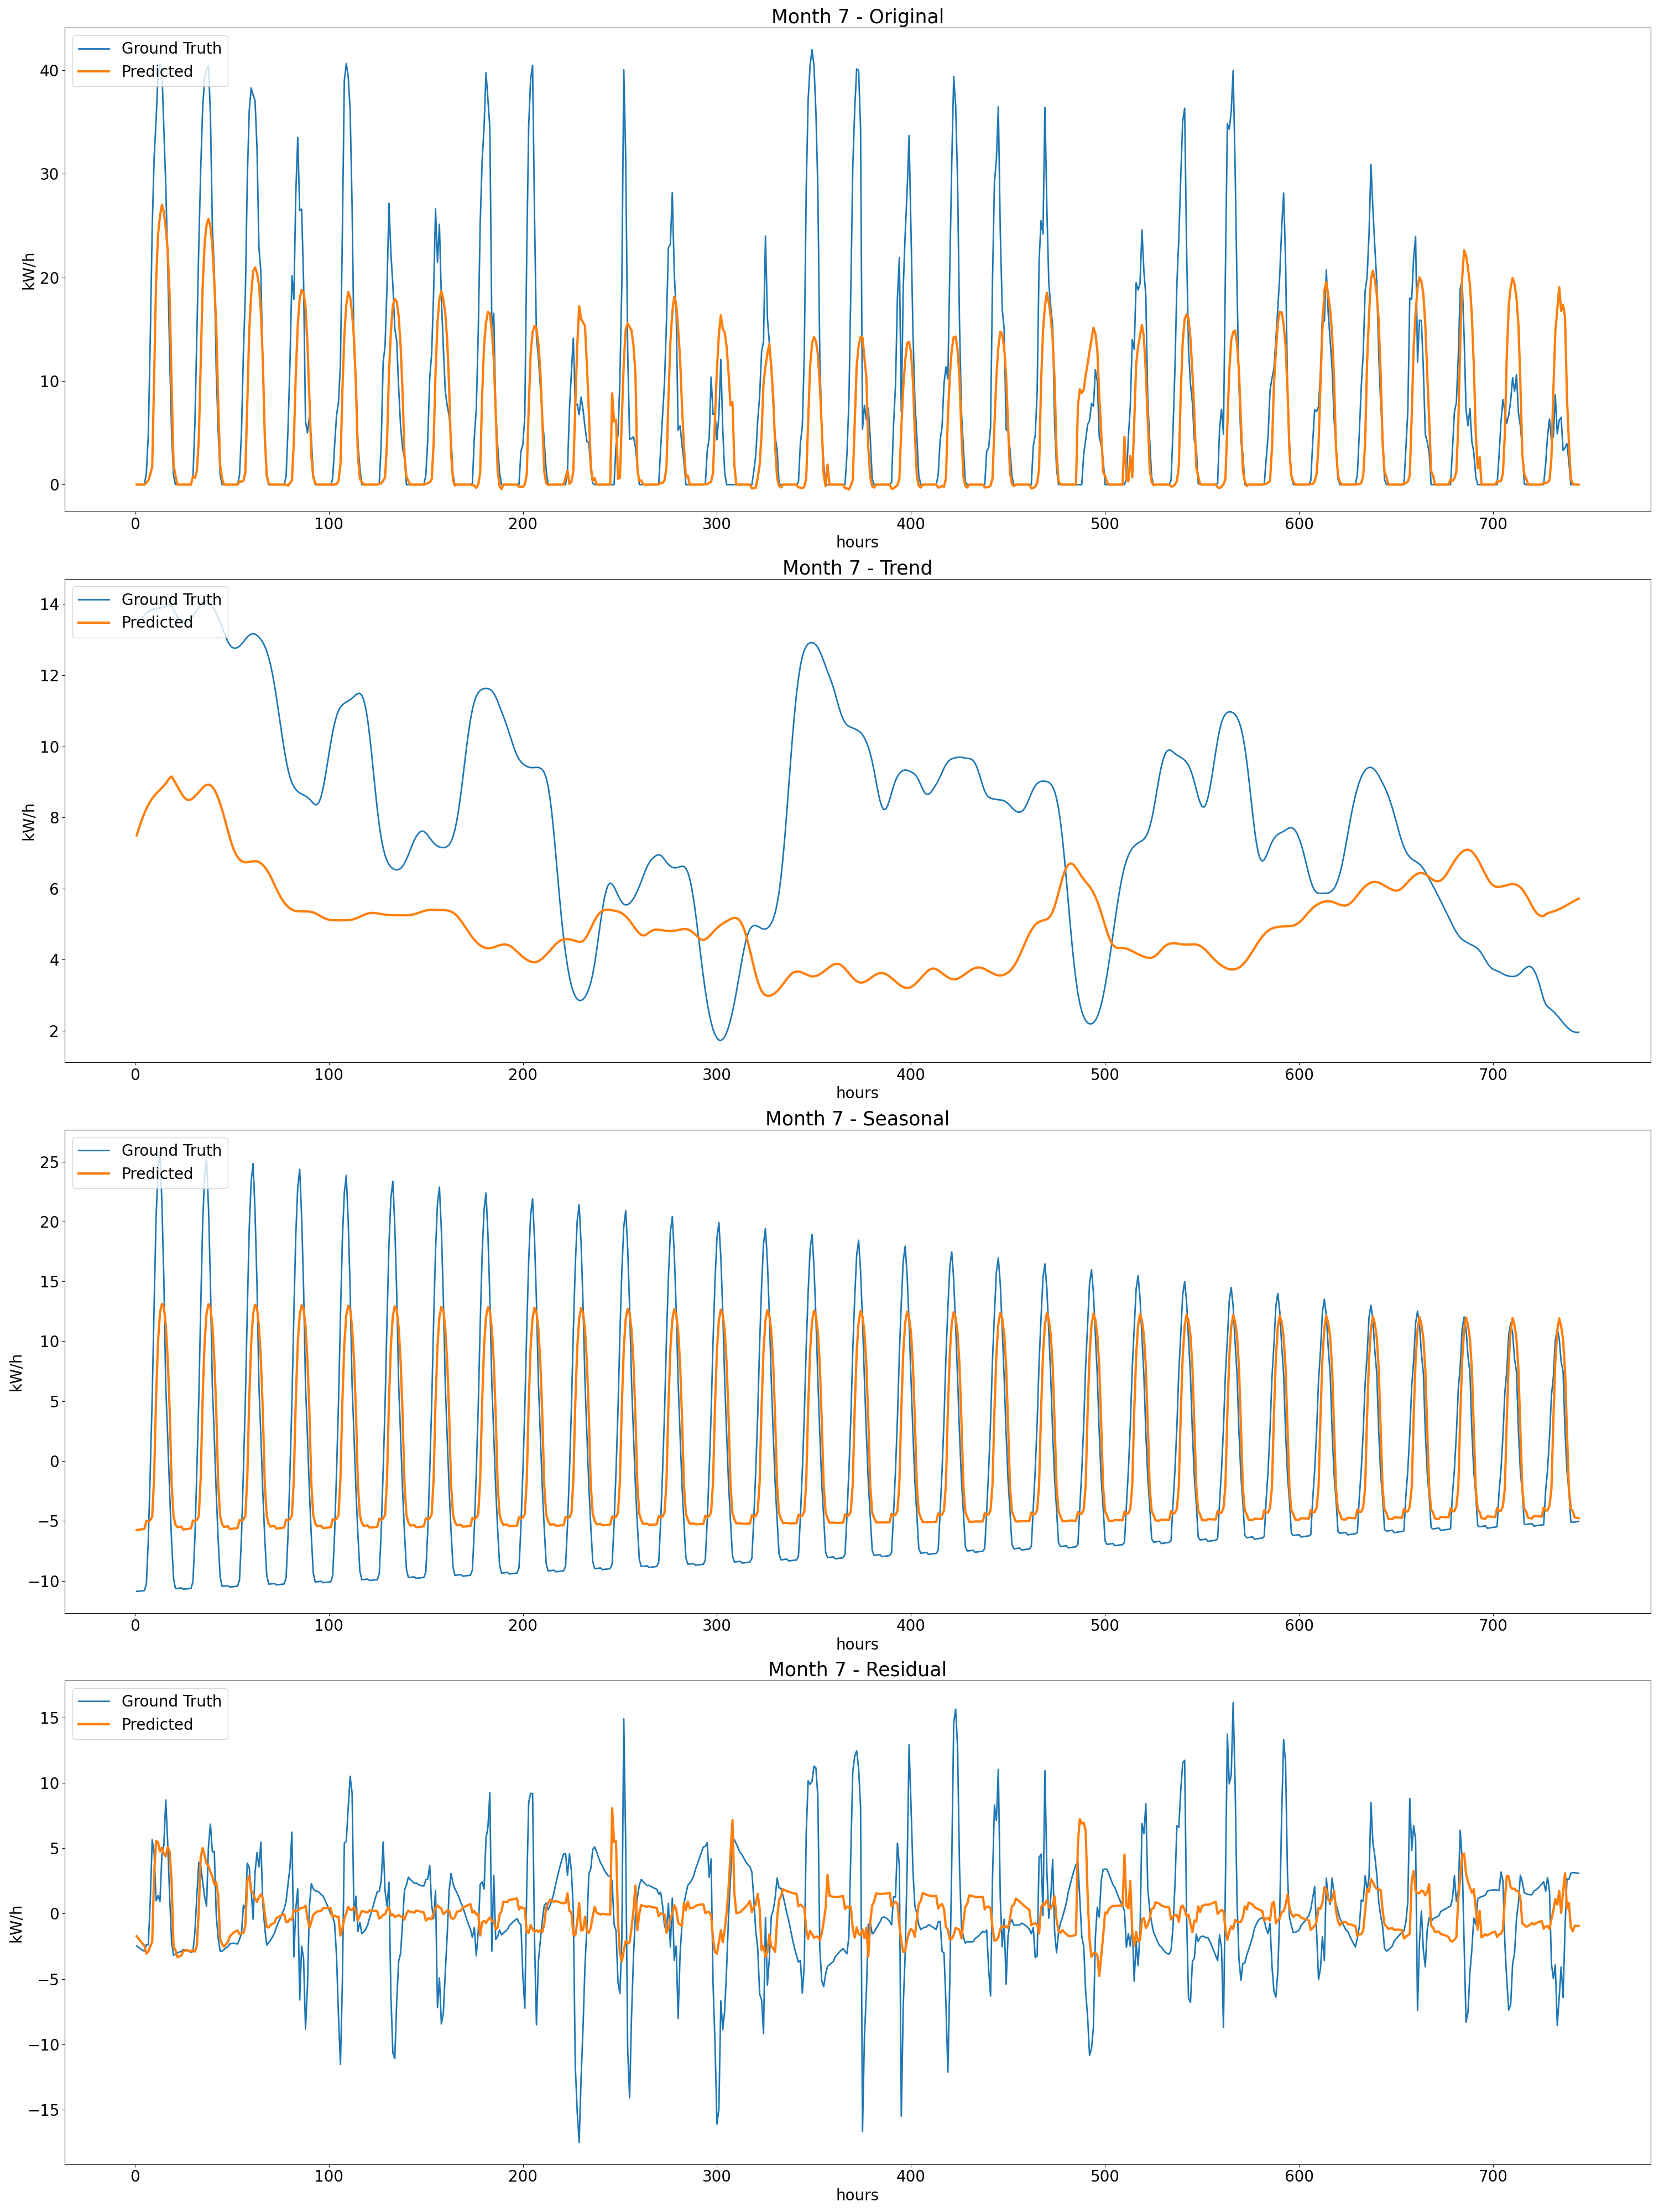 Month 7 - Original
Ground Truth
Predicted
kW/h
40
30
20
10
0
0 100 200 300 400 500 600 700
hours
Month 7 - Trend
Ground Truth
Predicted
kW/h
14
12
10
8
6
4
2
0 100 200 300 400 500 600 700
hours
Month 7 - Seasonal
Ground Truth
Predicted
kW/h
25
20
15
10
5
0
−5
−10
0 100 200 300 400 500 600 700
hours
Month 7 - Residual
Ground Truth
Predicted
kW/h
15
10
5
0
−5
−10
−15
0 100 200 300 400 500 600 700
hours